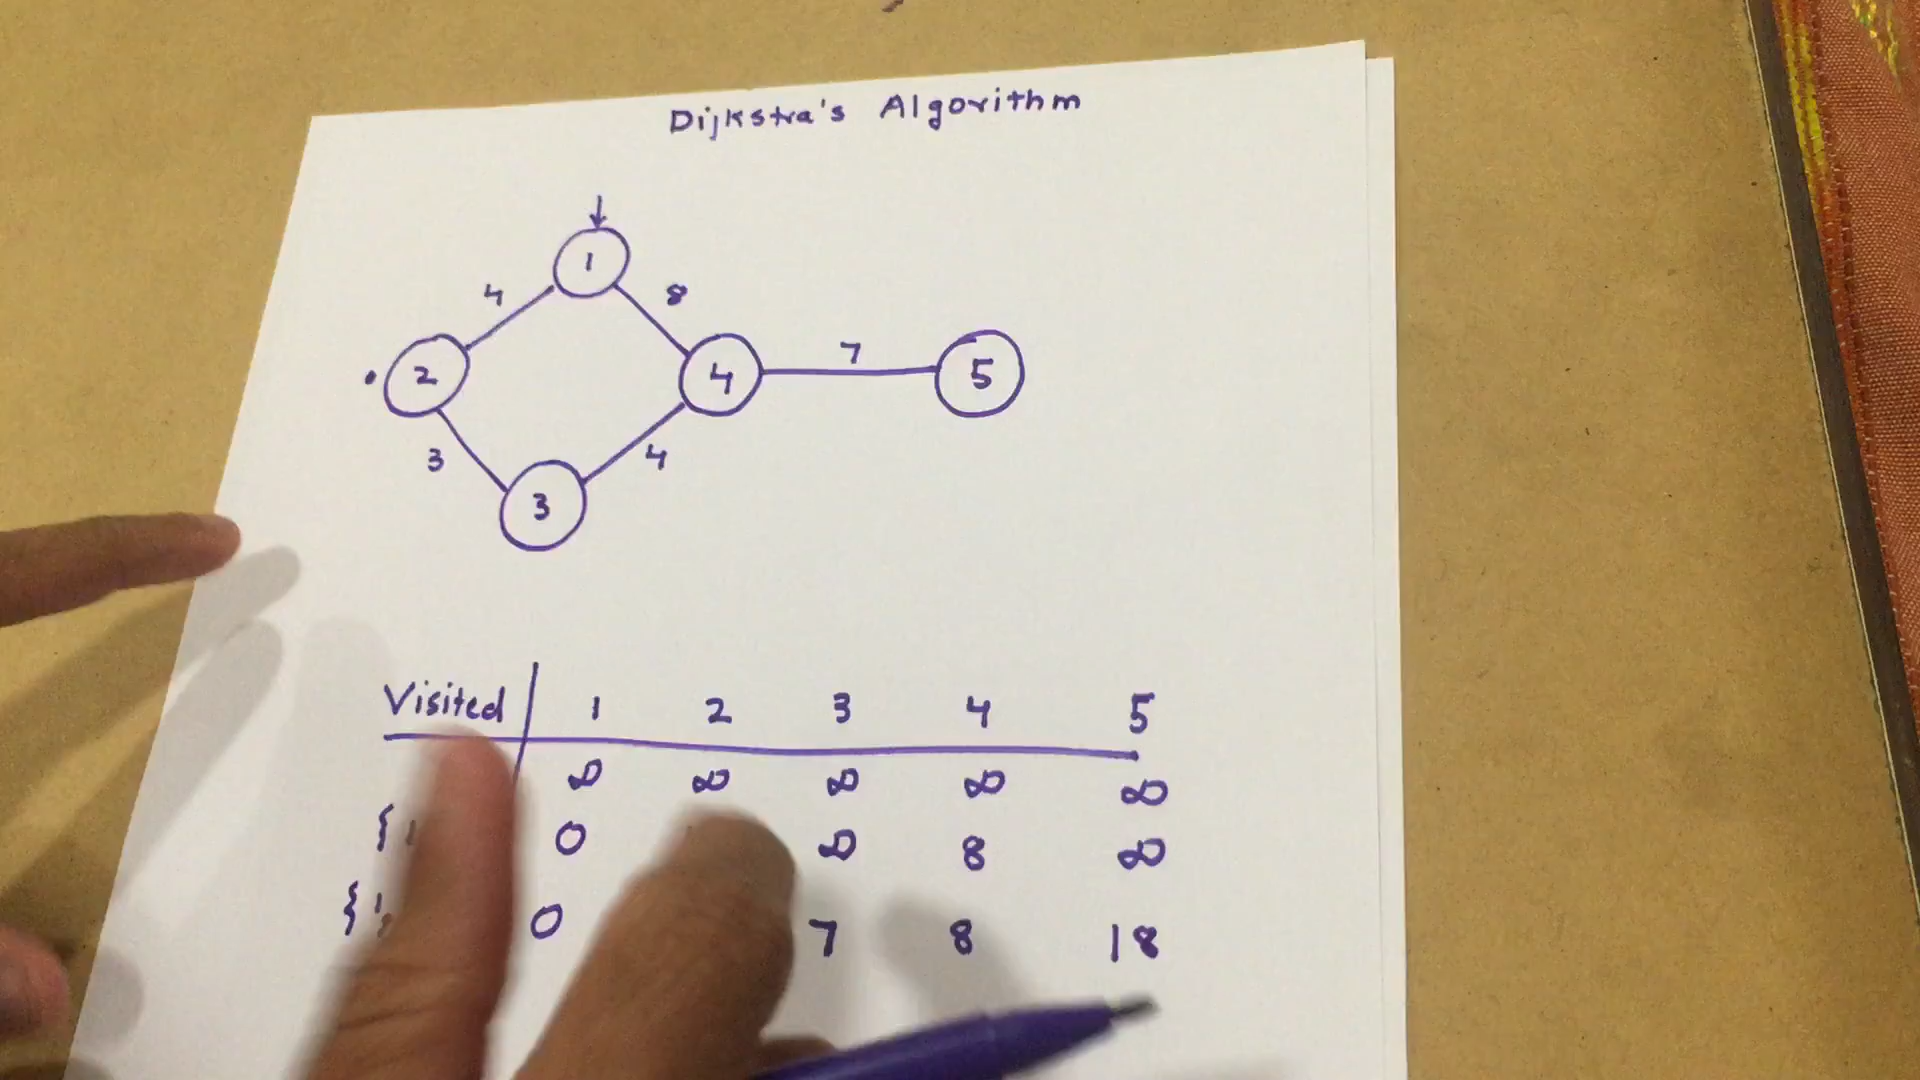 Dijkstra's Algorithm
1
4 8
2 4 7 5
3 4
3
Visited 1 2 3 4 5
∞ ∞ ∞ ∞ ∞
{ 0 ∞ 8 ∞
{ 0 7 8 18